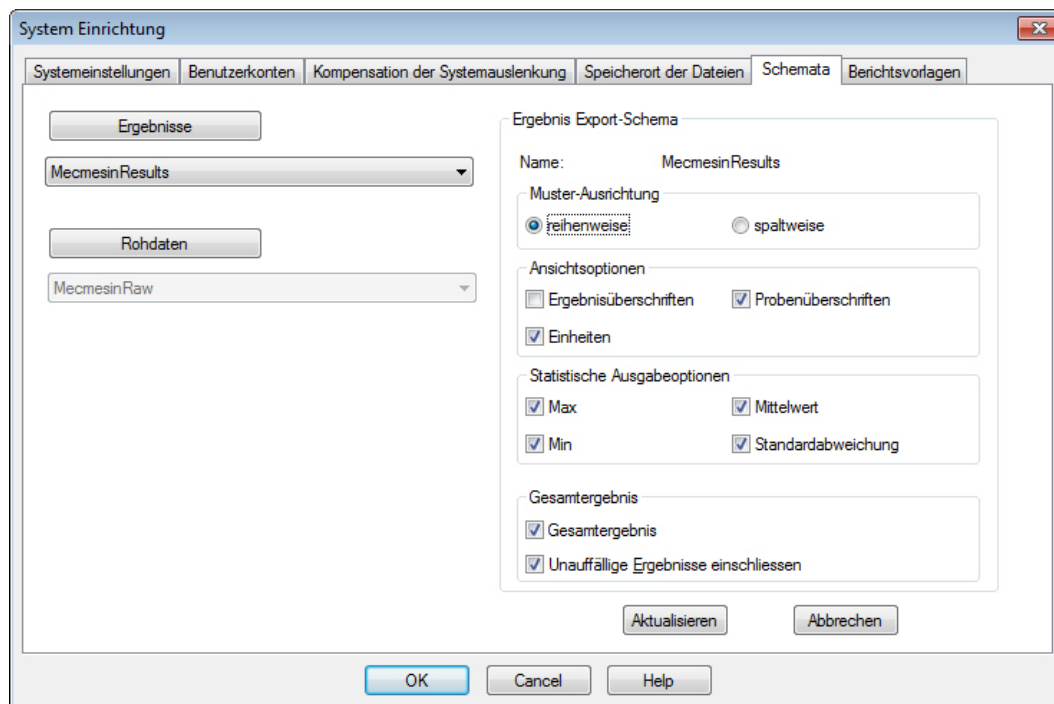 System Einrichtung
Systemeinstellungen Benutzerkonten Kompensation der Systemauslenkung Speicherort der Dateien Schemata Berichtsvorlagen
Ergebnisse
MecmesinResults
Rohdaten
MecmesinRaw
Ergebnis Export-Schema
Name: MecmesinResults
Muster-Ausrichtung
reihenweise spaltweise
Ansichtsoptionen
Ergebnisüberschriften Probenüberschriften
Einheiten
Statistische Ausgabeoptionen
Max Mittelwert
Min Standardabweichung
Gesamtergebnis
Gesamtergebnis
Unauffällige Ergebnisse einschliessen
Aktualisieren Abbrechen
OK Cancel Help